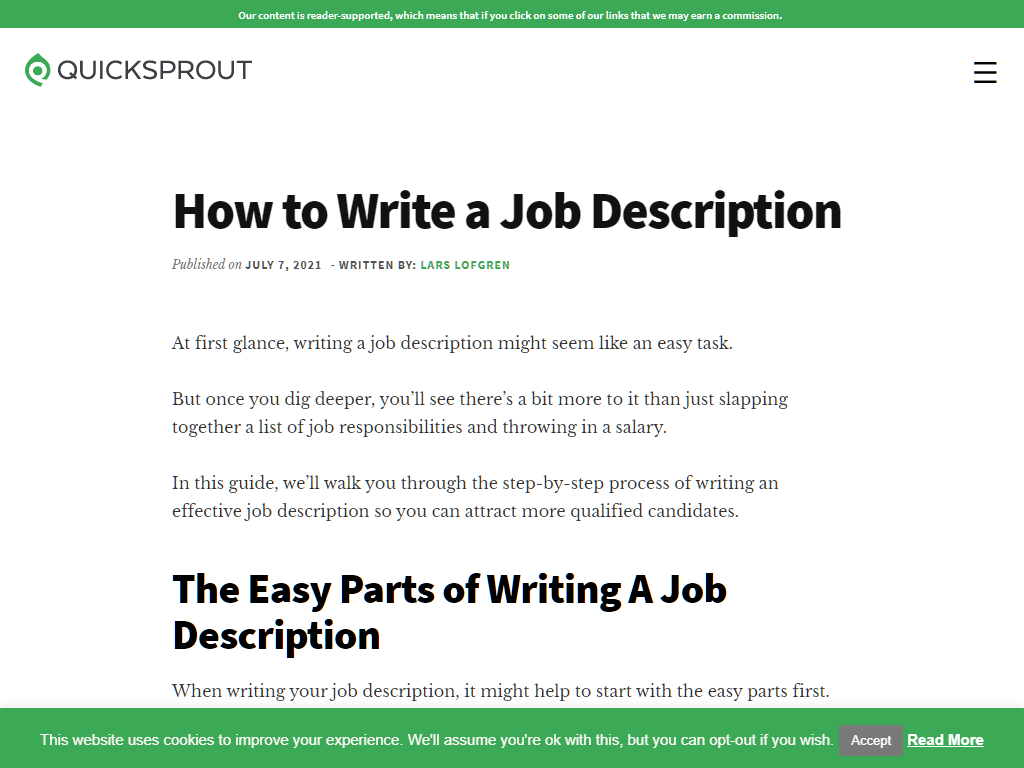 Our content is reader-supported, which means that if you click on some of our links that we may earn a commission.
QUICKSPROUT
How to Write a Job Description
Published on JULY 7, 2021 - WRITTEN BY: LARS LOFGREN
At first glance, writing a job description might seem like an easy task.
But once you dig deeper, you’ll see there’s a bit more to it than just slapping
together a list of job responsibilities and throwing in a salary.
In this guide, we’ll walk you through the step-by-step process of writing an
effective job description so you can attract more qualified candidates.
The Easy Parts of Writing A Job
Description
When writing your job description, it might help to start with the easy parts first.
This website uses cookies to improve your experience. We'll assume you're ok with this, but you can opt-out if you wish. Accept Read More